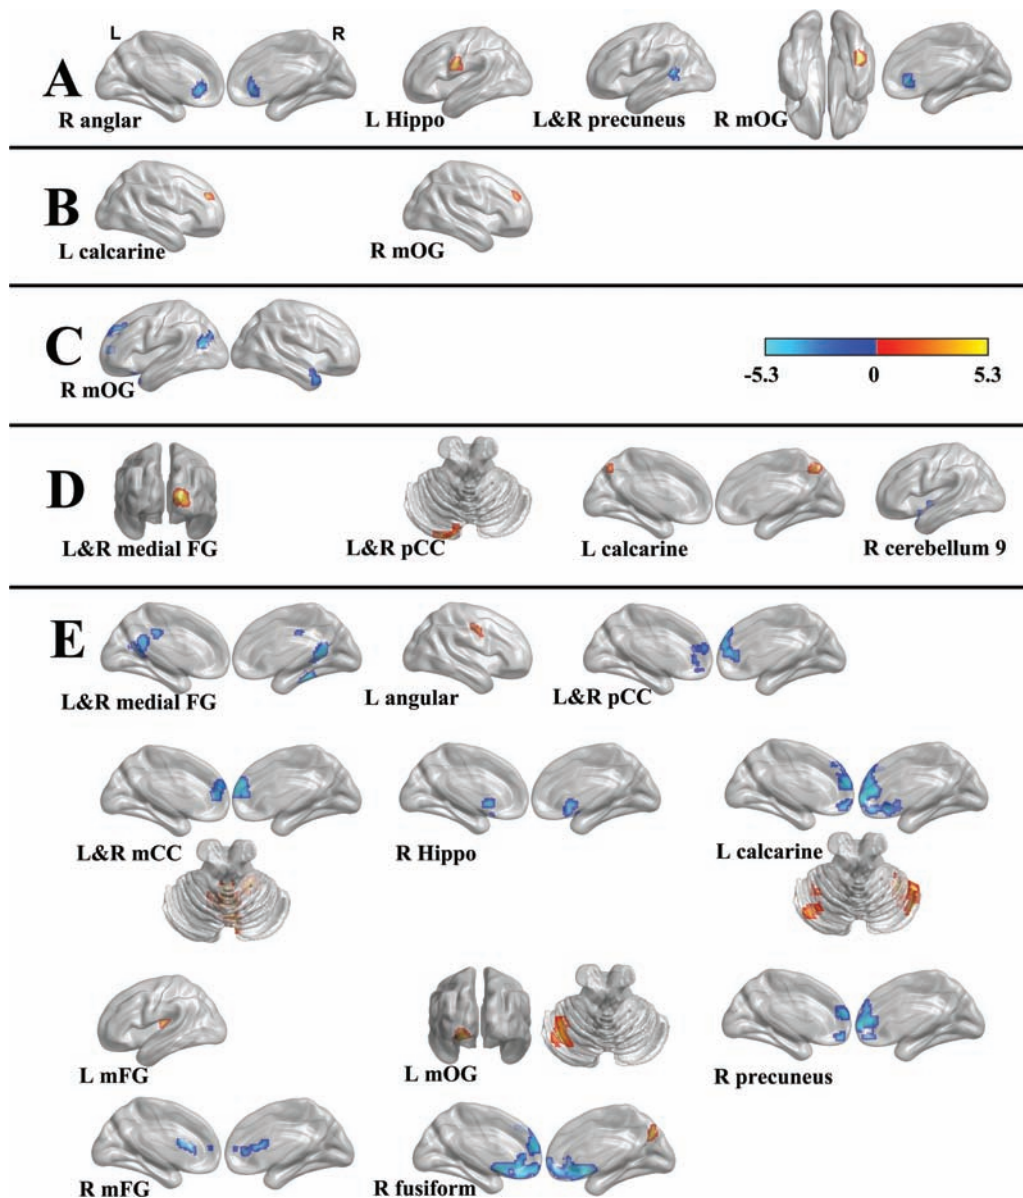 L
R
A
R anglar
L Hippo
L&R precuneus
R mOG
B
L calcarine
R mOG
C
R mOG
-5.3
0
5.3
D
L&R medial FG
L&R pCC
L calcarine
R cerebellum 9
E
L&R medial FG
L angular
L&R pCC
L&R mCC
R Hippo
L calcarine
L mFG
L mOG
R precuneus
R mFG
R fusiform